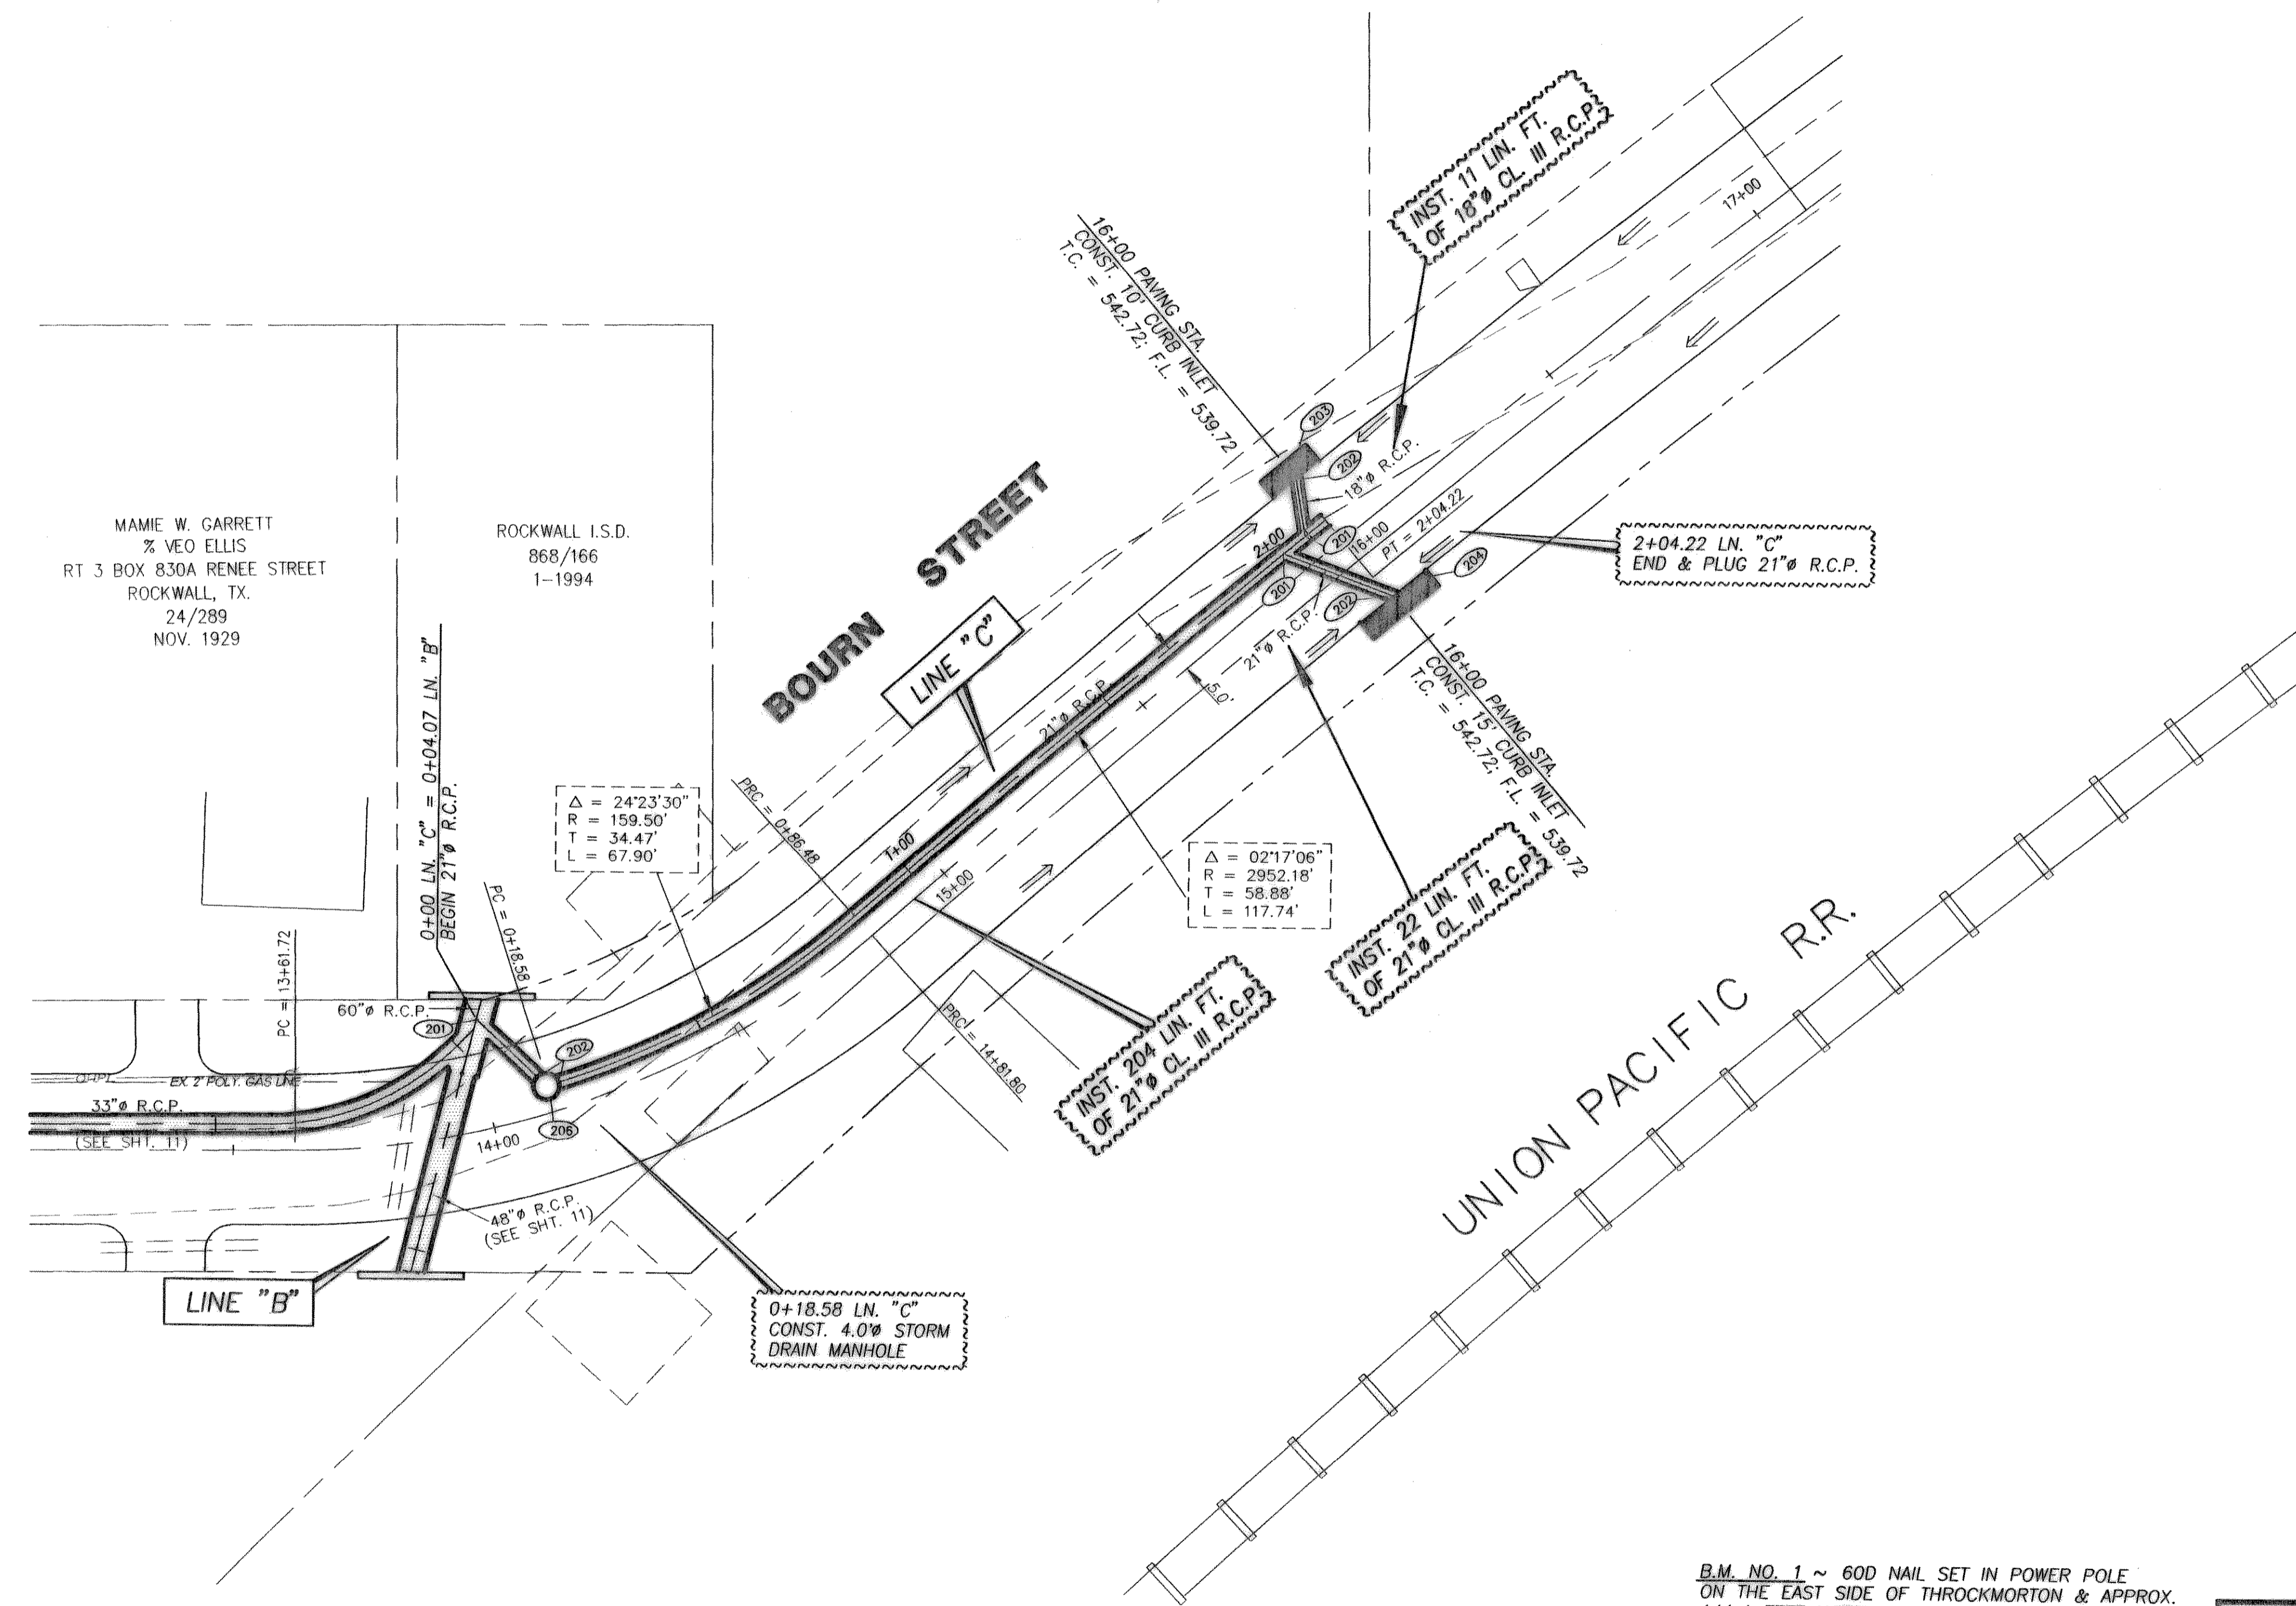 INST. 11 LIN. FT.
OF 18"ø CL. III R.C.P.
17+00
16+00 PAVING STA.
CONST. 10' CURB INLET
T.C. = 542.72; F.L. = 539.72
203
202
18"ø R.C.P.
MAMIE W. GARRETT
% VEO ELLIS
RT 3 BOX 830A RENEE STREET
ROCKWALL, TX.
24/289
NOV. 1929
ROCKWALL I.S.D.
868/166
1-1994
BOURN STREET
2+00
201
16+00
PT = 2+04.22
204
2+04.22 LN. "C"
END & PLUG 21"ø R.C.P.
201
202
21"ø R.C.P.
5.0'
LINE "C"
21"ø R.C.P.
16+00 PAVING STA.
CONST. 15' CURB INLET
T.C. = 542.72; F.L. = 539.72
0+00 LN. "C" = 0+04.07 LN. "B"
BEGIN 21"ø R.C.P.
Δ = 24°23'30"
R = 159.50'
T = 34.47'
L = 67.90'
PRC = 0+86.48
1+00
15+00
Δ = 02°17'06"
R = 2952.18'
T = 58.88'
L = 117.74'
INST. 22 LIN. FT.
OF 21"ø CL. III R.C.P.
PC = 0+18.58
PC = 13+61.72
60"ø R.C.P.
201
202
206
PRC = 14+81.80
INST. 204 LIN. FT.
OF 21"ø CL. III R.C.P.
EX. 2" POLY. GAS LINE
33"ø R.C.P.
(SEE SHT. 11)
14+00
48"ø R.C.P.
(SEE SHT. 11)
LINE "B"
0+18.58 LN. "C"
CONST. 4.0'ø STORM
DRAIN MANHOLE
UNION PACIFIC R.R.
B.M. NO. 1 ~ 60D NAIL SET IN POWER POLE
ON THE EAST SIDE OF THROCKMORTON & APPROX.